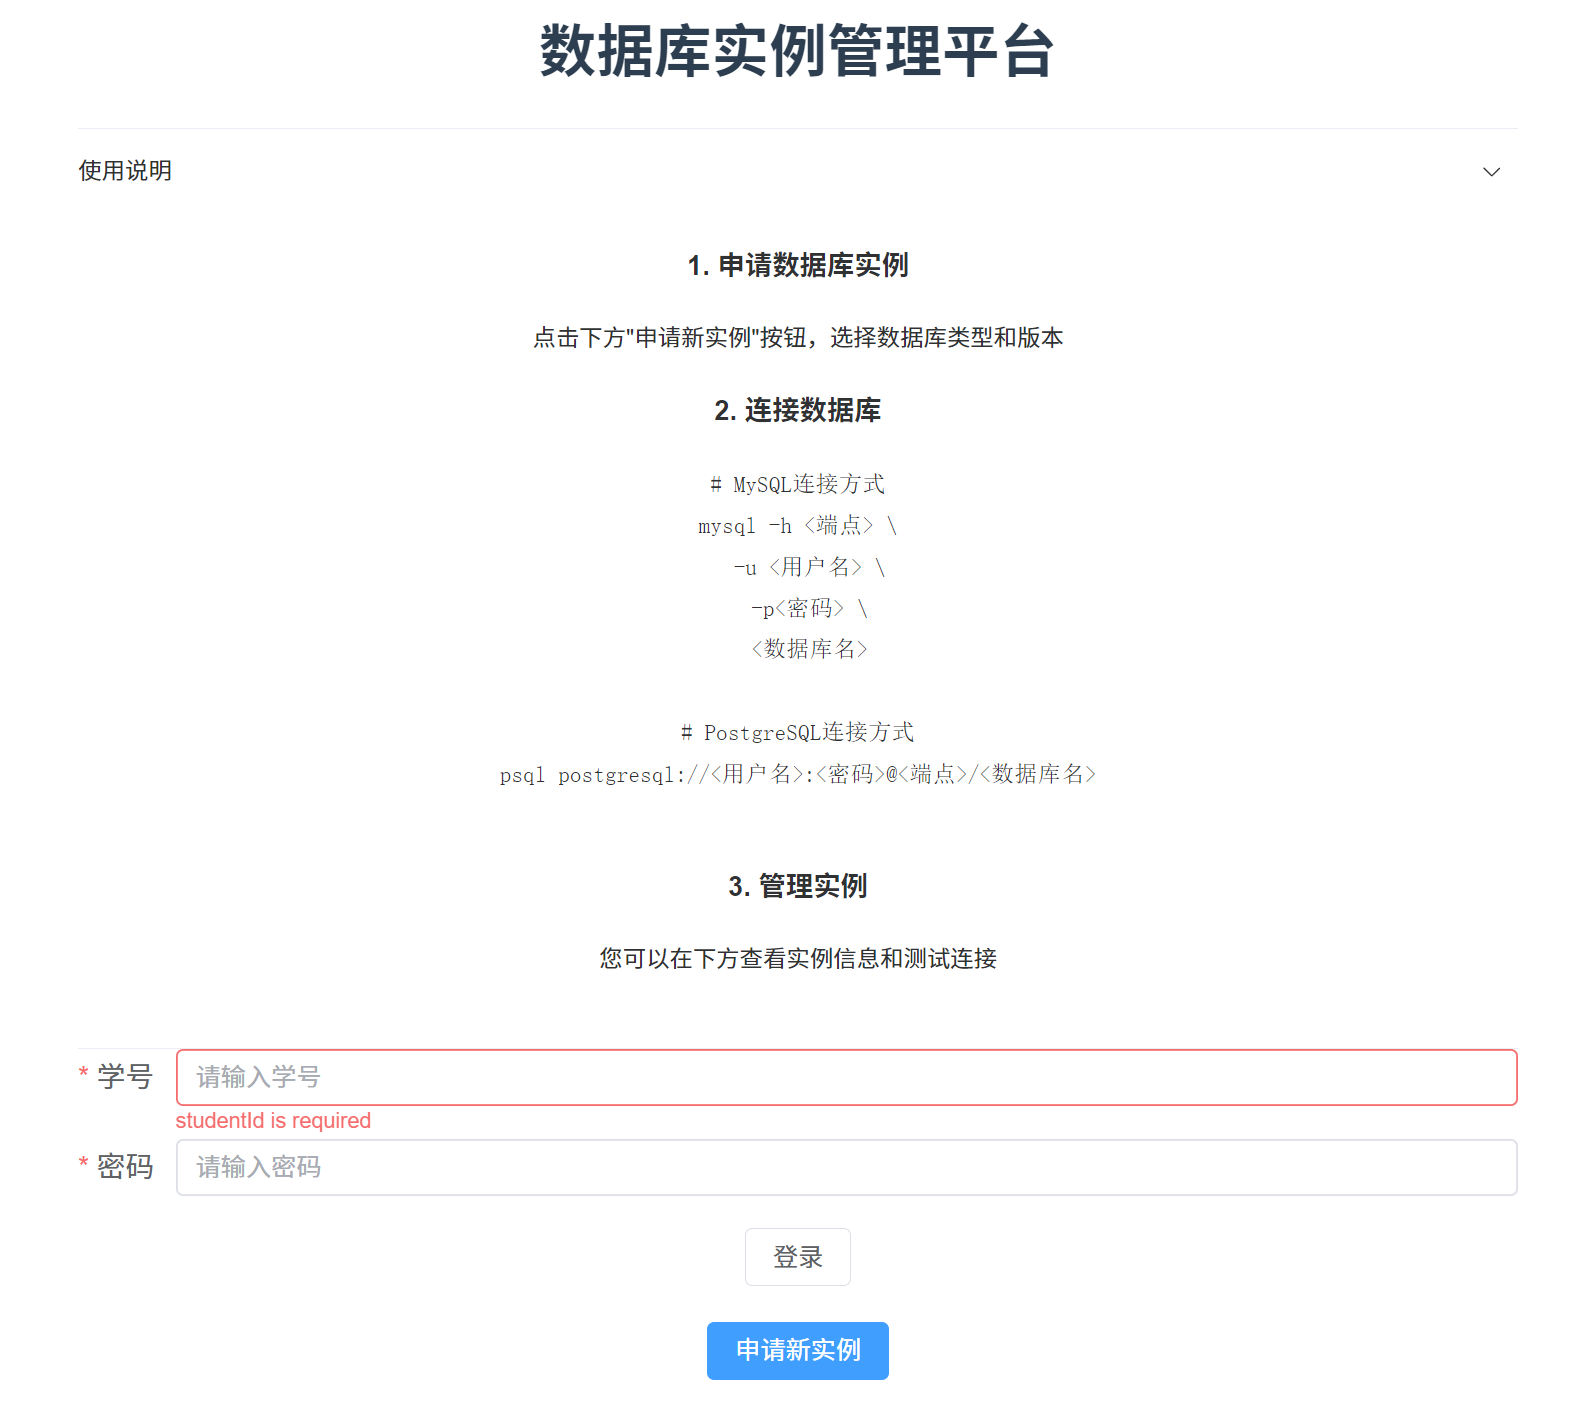 数据库实例管理平台
使用说明
1. 申请数据库实例
点击下方"申请新实例"按钮，选择数据库类型和版本
2. 连接数据库
# MySQL连接方式
mysql -h <端点> \
-u <用户名> \
-p<密码> \
<数据库名>
# PostgreSQL连接方式
psql postgresql://<用户名>:<密码>@<端点>/<数据库名>
3. 管理实例
您可以在下方查看实例信息和测试连接
* 学号 请输入学号
studentId is required
* 密码 请输入密码
登录
申请新实例